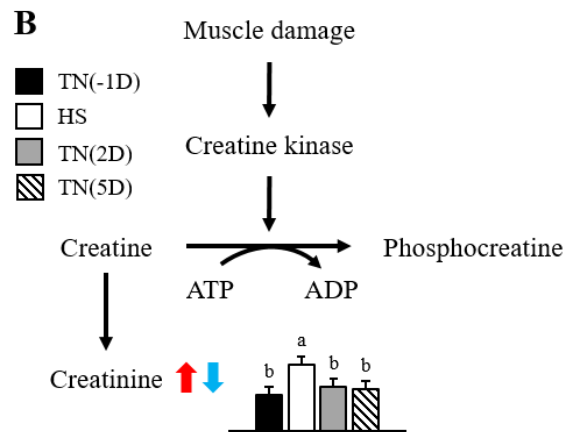 B
Muscle damage
TN(-1D)
HS
TN(2D)
TN(5D)
Creatine kinase
Creatine
Phosphocreatine
ATP
ADP
Creatinine
b
a
b
b